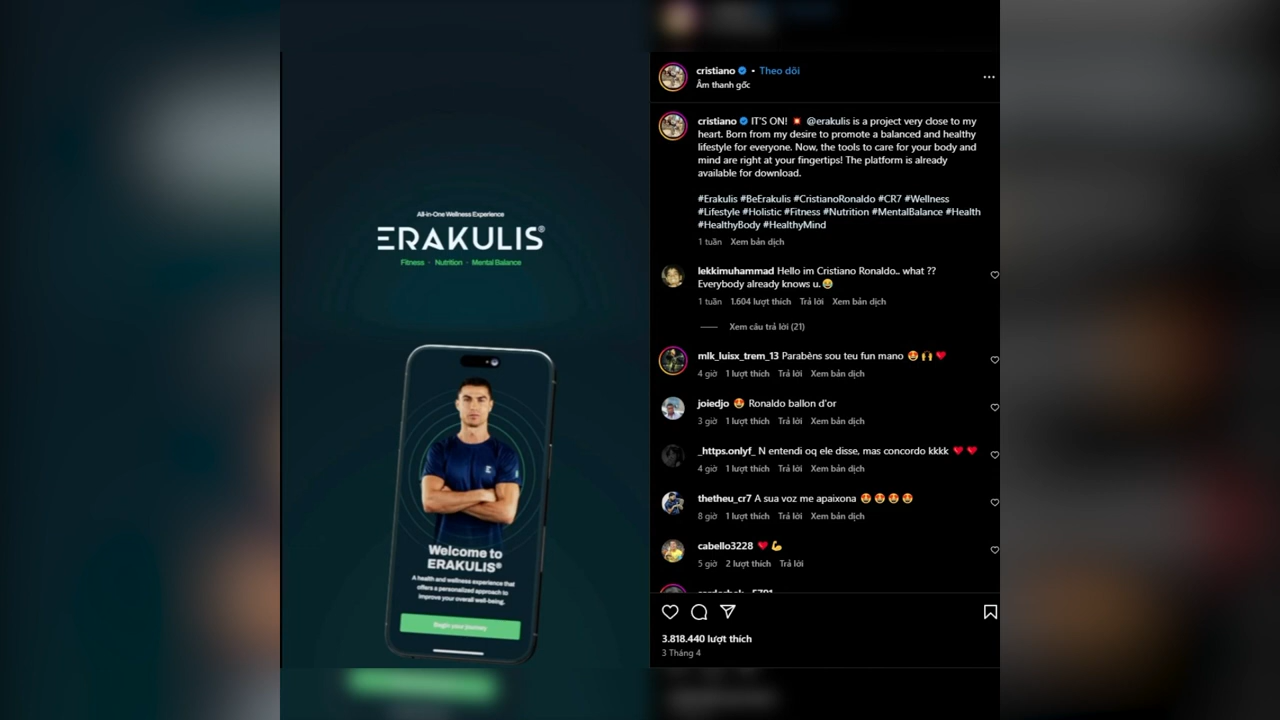 All-in-One Wellness Experience
ERAKULIS®
Fitness · Nutrition · Mental Balance
Welcome to
ERAKULIS®
A health and wellness experience that
offers a personalized approach to
improve your overall well-being.
Begin your journey
cristiano • Theo dõi
Âm thanh gốc
cristiano IT'S ON! 💥 @erakulis is a project very close to my
heart. Born from my desire to promote a balanced and healthy
lifestyle for everyone. Now, the tools to care for your body and
mind are right at your fingertips! The platform is already
available for download.
#Erakulis #BeErakulis #CristianoRonaldo #CR7 #Wellness
#Lifestyle #Holistic #Fitness #Nutrition #MentalBalance #Health
#HealthyBody #HealthyMind
1 tuần Xem bản dịch
lekkimuhammad Hello im Cristiano Ronaldo.. what ??
Everybody already knows u.😂
1 tuần 1.604 lượt thích Trả lời Xem bản dịch
Xem câu trả lời (21)
mlk_luisx_trem_13 Parabèns sou teu fun mano 😍🙌❤️
4 giờ 1 lượt thích Trả lời Xem bản dịch
joiedjo 😍 Ronaldo ballon d'or
3 giờ 1 lượt thích Trả lời Xem bản dịch
_https.onlyf_ N entendi oq ele disse, mas concordo kkkk ❤️❤️
4 giờ 1 lượt thích Trả lời Xem bản dịch
thetheu_cr7 A sua voz me apaixona 😍😍😍😍
8 giờ 1 lượt thích Trả lời Xem bản dịch
cabello3228 ❤️💪
5 giờ 2 lượt thích Trả lời
3.818.440 lượt thích
3 Tháng 4